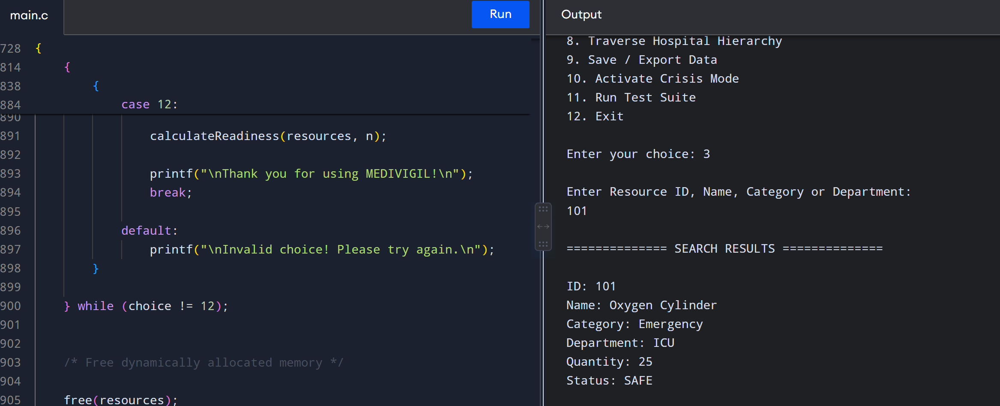 main.c
Run
728 {
814 {
838 {
884 case 12:
890
891 calculateReadiness(resources, n);
892
893 printf("\nThank you for using MEDIVIGIL!\n");
894 break;
895
896 default:
897 printf("\nInvalid choice! Please try again.\n");
898 }
899
900 } while (choice != 12);
901
902
903 /* Free dynamically allocated memory */
904
905 free(resources);
Output
8. Traverse Hospital Hierarchy
9. Save / Export Data
10. Activate Crisis Mode
11. Run Test Suite
12. Exit
Enter your choice: 3
Enter Resource ID, Name, Category or Department:
101
============== SEARCH RESULTS ==============
ID: 101
Name: Oxygen Cylinder
Category: Emergency
Department: ICU
Quantity: 25
Status: SAFE